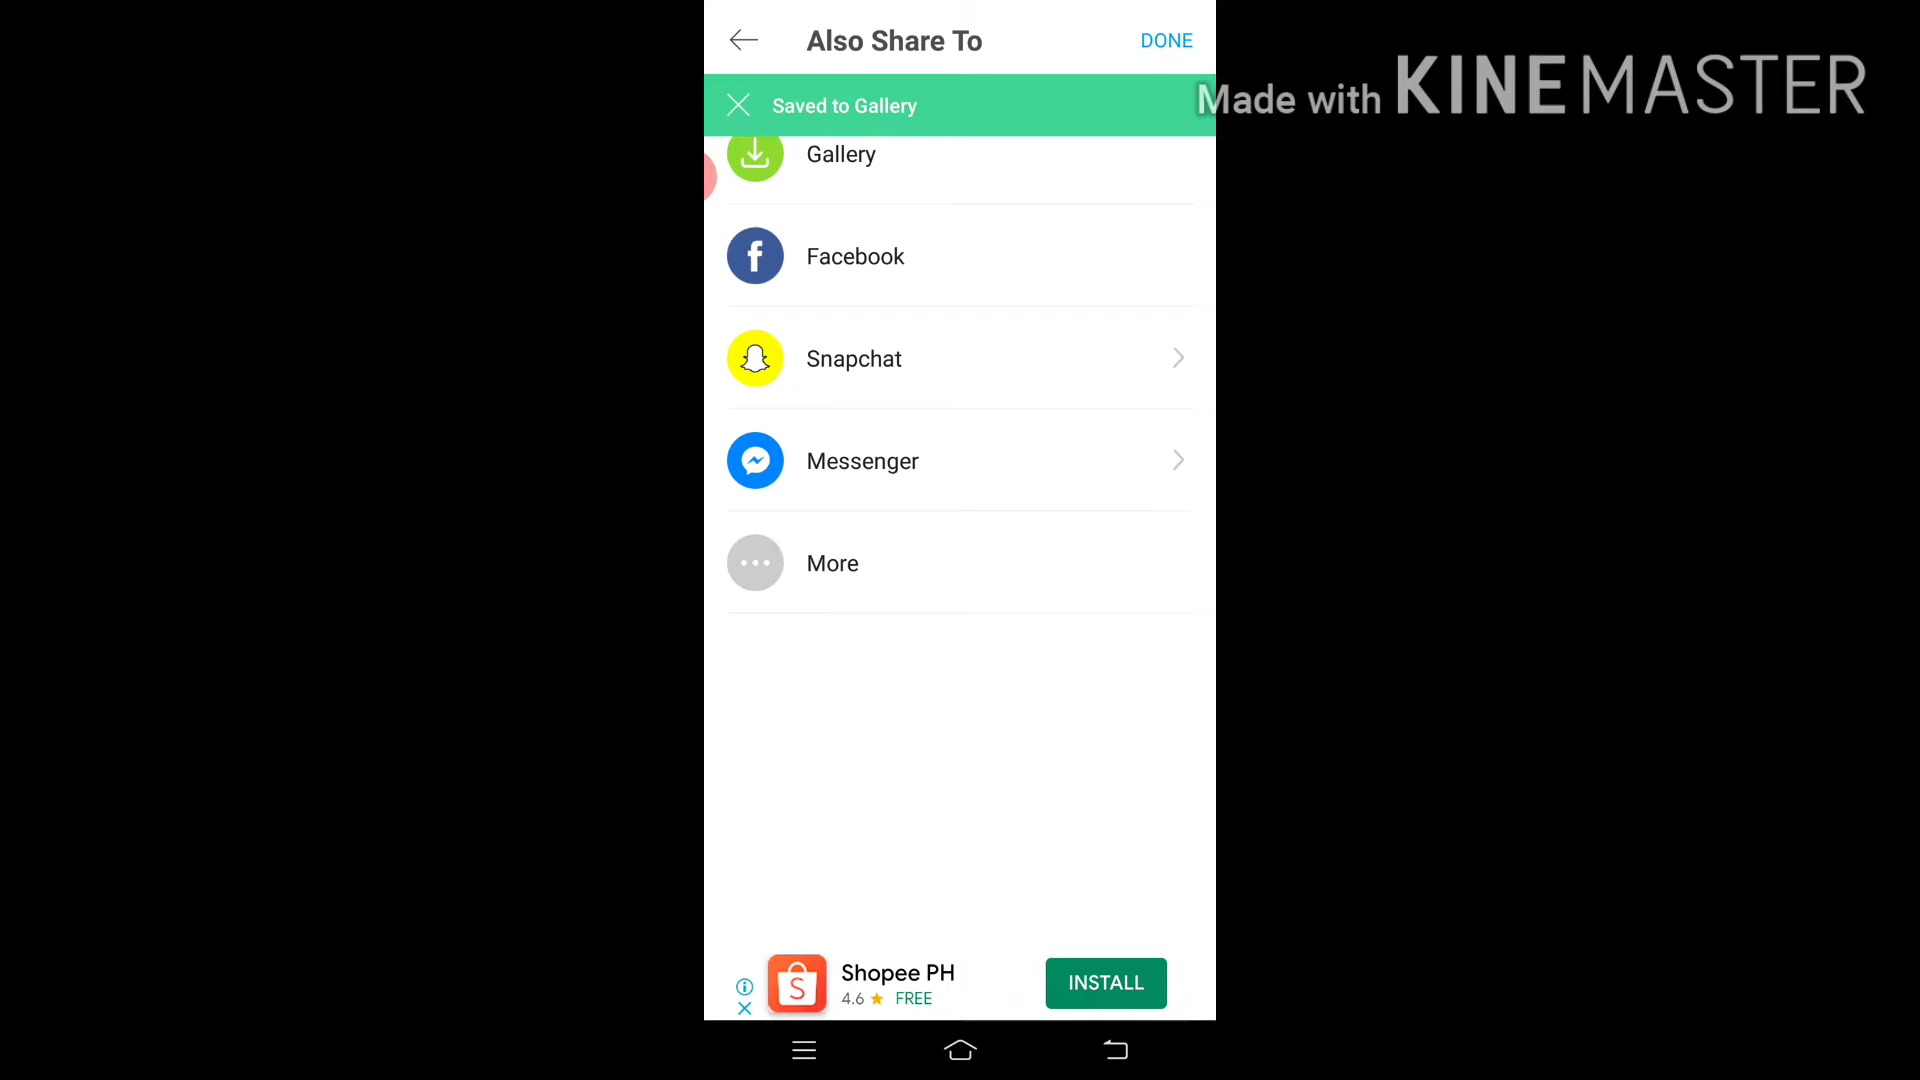 Also Share To
DONE
Saved to Gallery
Made with KINEMASTER
Gallery
Facebook
Snapchat
Messenger
More
Shopee PH
4.6 FREE
INSTALL